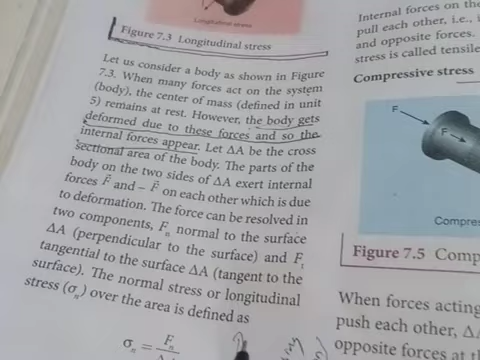 Longitudinal stress
Figure 7.3 Longitudinal stress
Let us consider a body as shown in Figure
7.3. When many forces act on the system
(body), the center of mass (defined in unit
5) remains at rest. However, the body gets
deformed due to these forces and so the
internal forces appear. Let ΔA be the cross
sectional area of the body. The parts of the
body on the two sides of ΔA exert internal
forces F⃗ and – F⃗ on each other which is due
to deformation. The force can be resolved in
two components, Fₙ normal to the surface
ΔA (perpendicular to the surface) and Fₜ
tangential to the surface ΔA (tangent to the
surface). The normal stress or longitudinal
stress (σₙ) over the area is defined as
σₙ = Fₙ
Internal forces on the
pull each other, i.e.,
and opposite forces.
stress is called tensile
Compressive stress
F
F
Compres
Figure 7.5 Comp
When forces acting
push each other, ΔA
opposite forces at th